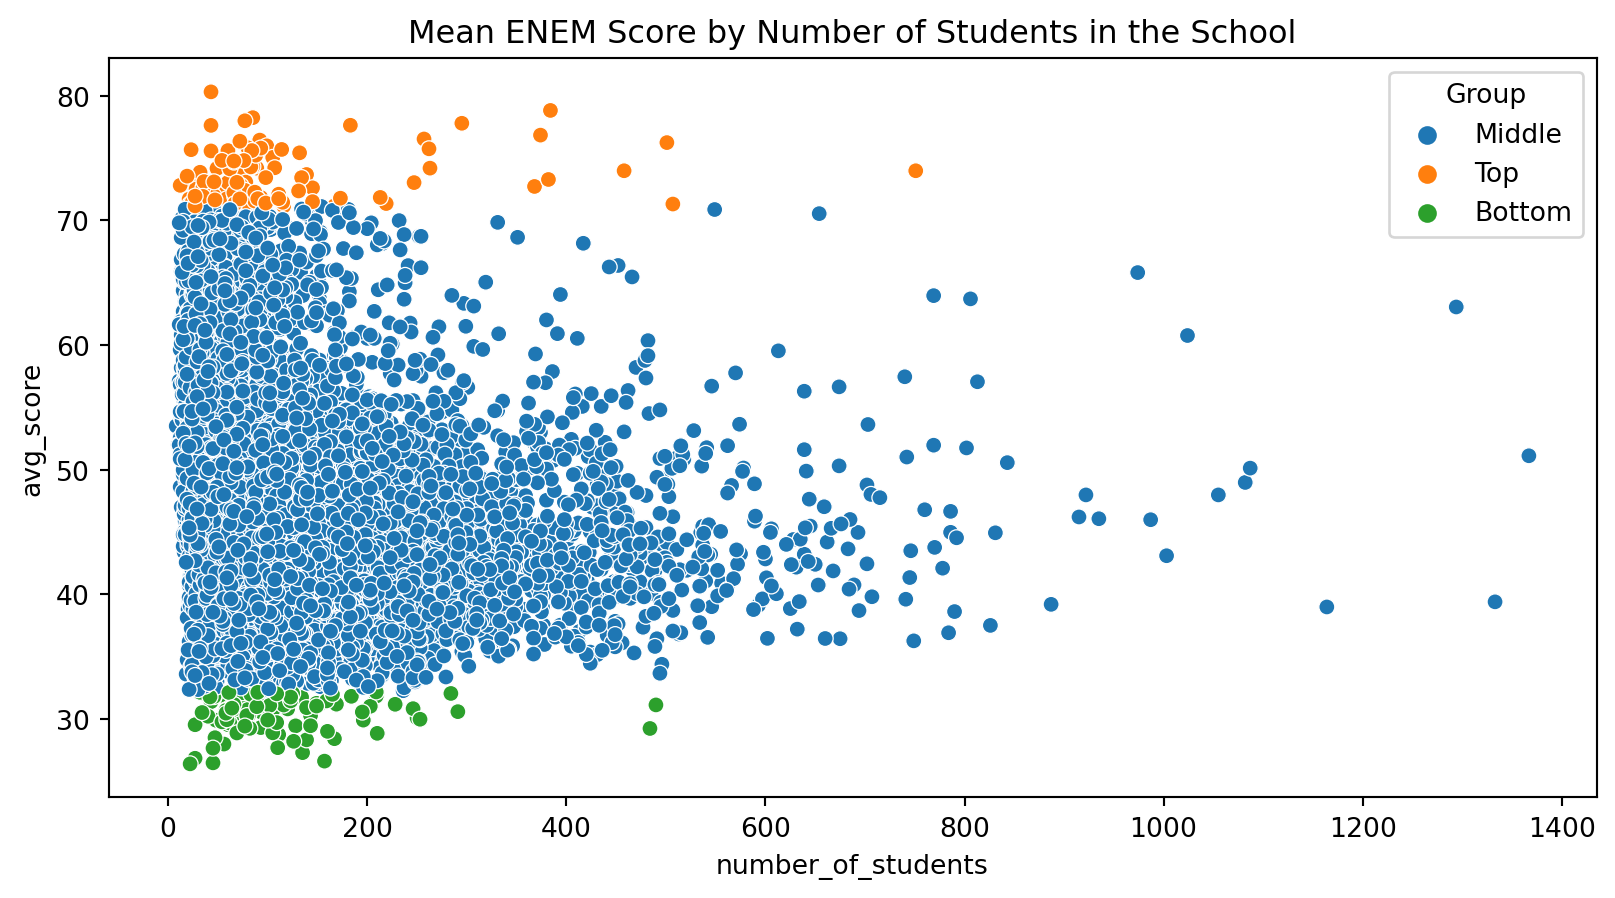 Mean ENEM Score by Number of Students in the School
Group
Middle
Top
Bottom
avg_score
80
70
60
50
40
30
0 200 400 600 800 1000 1200 1400
number_of_students